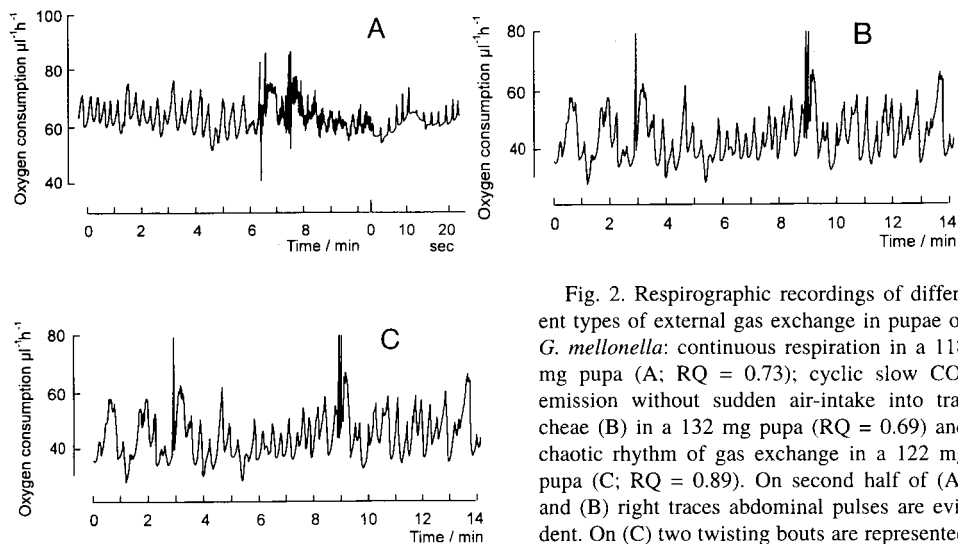 A
Oxygen consumption µl⁻¹h⁻¹
100
80
60
40
0 2 4 6 8 0 10 20
Time / min sec
B
Oxygen consumption µl⁻¹h⁻¹
80
60
40
0 2 4 6 8 10 12 14
Time / min
C
Oxygen consumption µl⁻¹h⁻¹
80
60
40
0 2 4 6 8 10 12 14
Time / min
Fig. 2. Respirographic recordings of differ
ent types of external gas exchange in pupae o
G. mellonella: continuous respiration in a 118
mg pupa (A; RQ = 0.73); cyclic slow CO
emission without sudden air-intake into tra
cheae (B) in a 132 mg pupa (RQ = 0.69) and
chaotic rhythm of gas exchange in a 122 mg
pupa (C; RQ = 0.89). On second half of (A
and (B) right traces abdominal pulses are evi
dent. On (C) two twisting bouts are represented